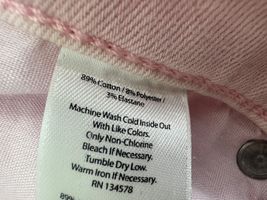 89% Cotton / 8% Polyester /
3% Elastane
Machine Wash Cold Inside Out
With Like Colors.
Only Non-Chlorine
Bleach If Necessary.
Tumble Dry Low.
Warm Iron If Necessary.
RN 134578
89%